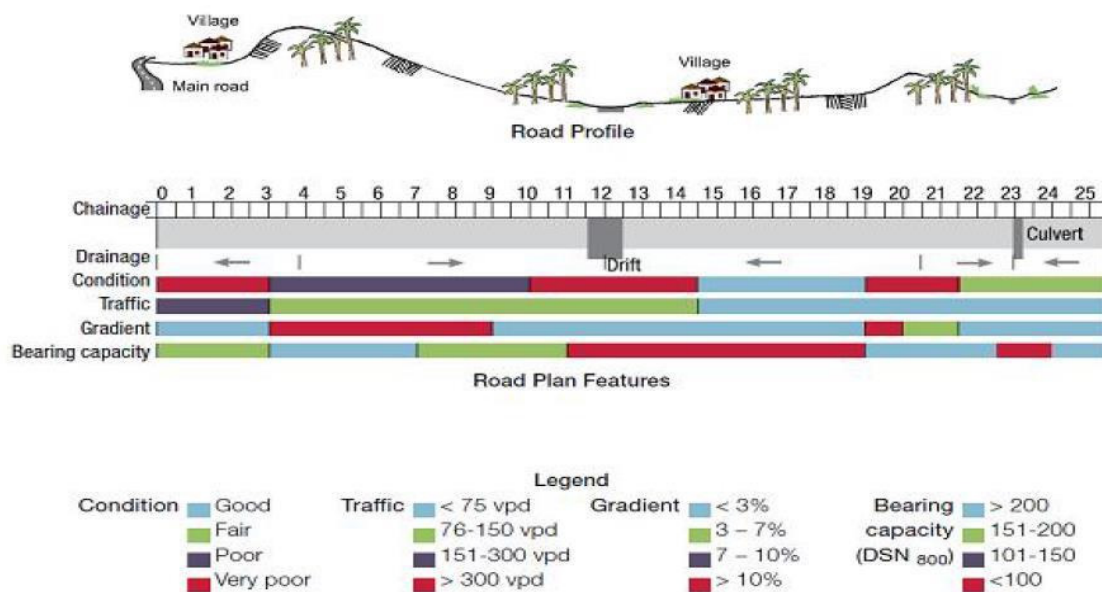 Village
Main road
Village
Road Profile
Chainage 0 1 2 3 4 5 6 7 8 9 10 11 12 13 14 15 16 17 18 19 20 21 22 23 24 25
Culvert
Drainage Drift
Condition
Traffic
Gradient
Bearing capacity
Road Plan Features
Legend
Condition Good Traffic < 75 vpd Gradient < 3% Bearing > 200
Fair 76-150 vpd 3 – 7% capacity 151-200
Poor 151-300 vpd 7 – 10% (DSN 800) 101-150
Very poor > 300 vpd > 10% <100